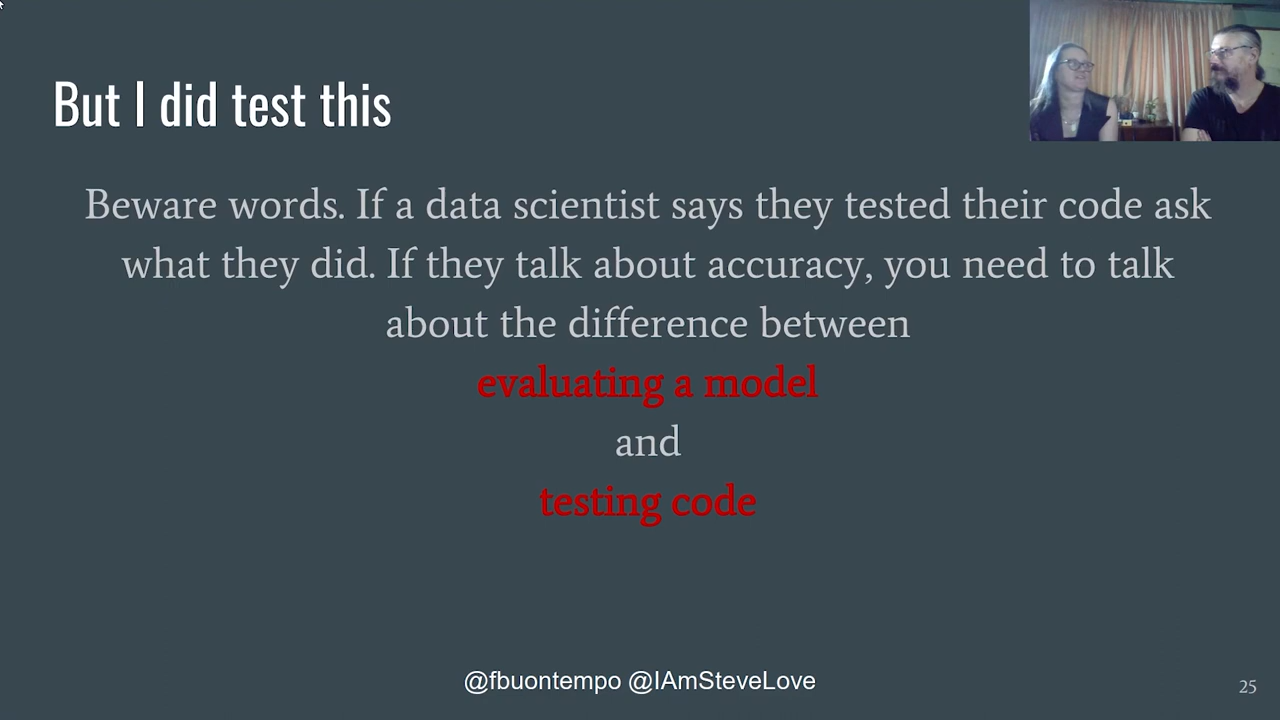 But I did test this
Beware words. If a data scientist says they tested their code ask
what they did. If they talk about accuracy, you need to talk
about the difference between
evaluating a model
and
testing code
@fbuontempo @IAmSteveLove
25